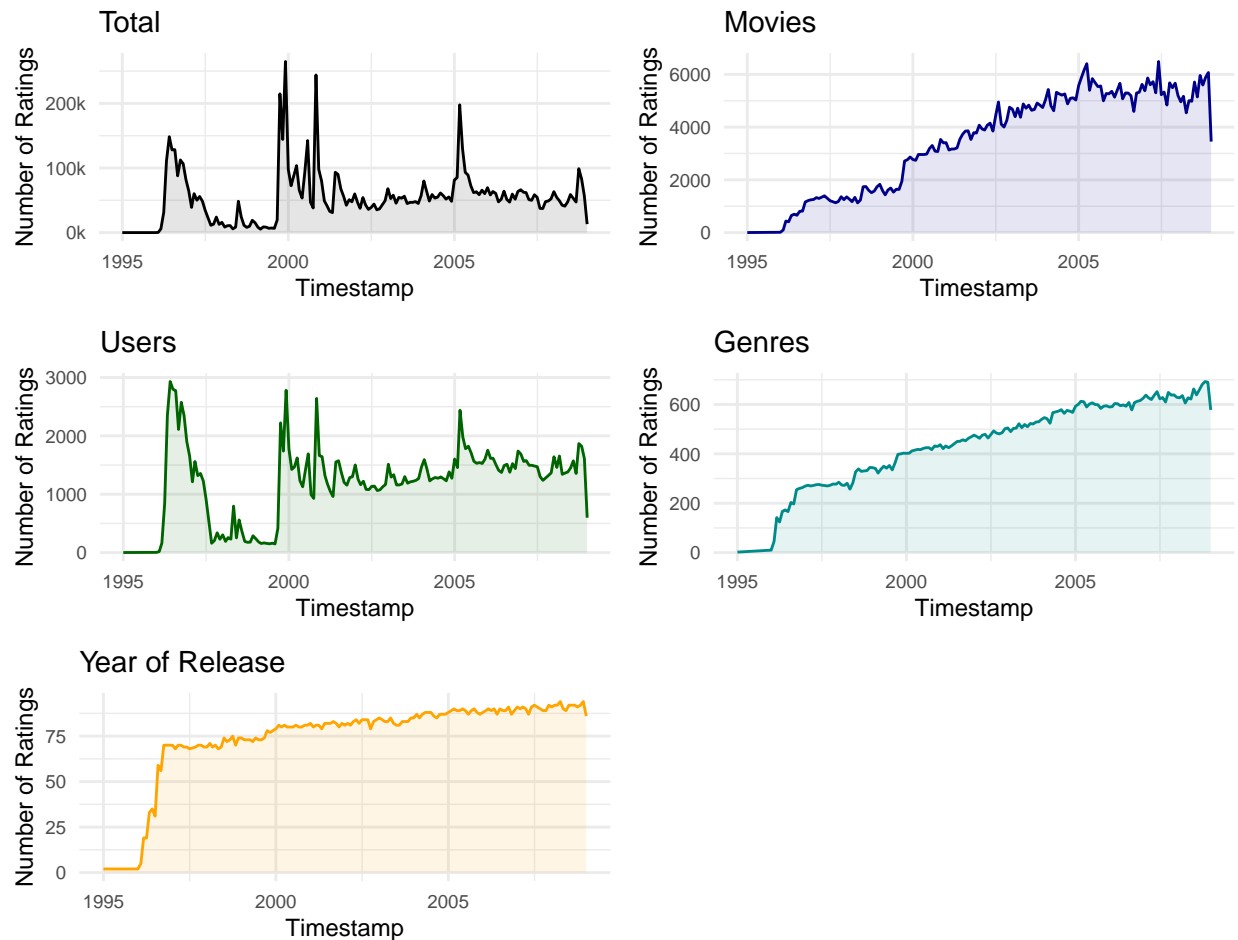 Total
Number of Ratings
200k
100k
0k
1995 2000 2005
Timestamp
Movies
Number of Ratings
6000
4000
2000
0
1995 2000 2005
Timestamp
Users
Number of Ratings
3000
2000
1000
0
1995 2000 2005
Timestamp
Genres
Number of Ratings
600
400
200
0
1995 2000 2005
Timestamp
Year of Release
Number of Ratings
75
50
25
0
1995 2000 2005
Timestamp